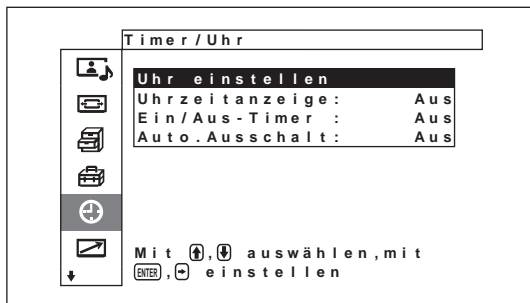 Timer/Uhr
Uhr einstellen
Uhrzeitanzeige: Aus
Ein/Aus-Timer : Aus
Auto.Ausschalt: Aus
Mit ↑,↓ auswählen,mit
ENTER,→ einstellen